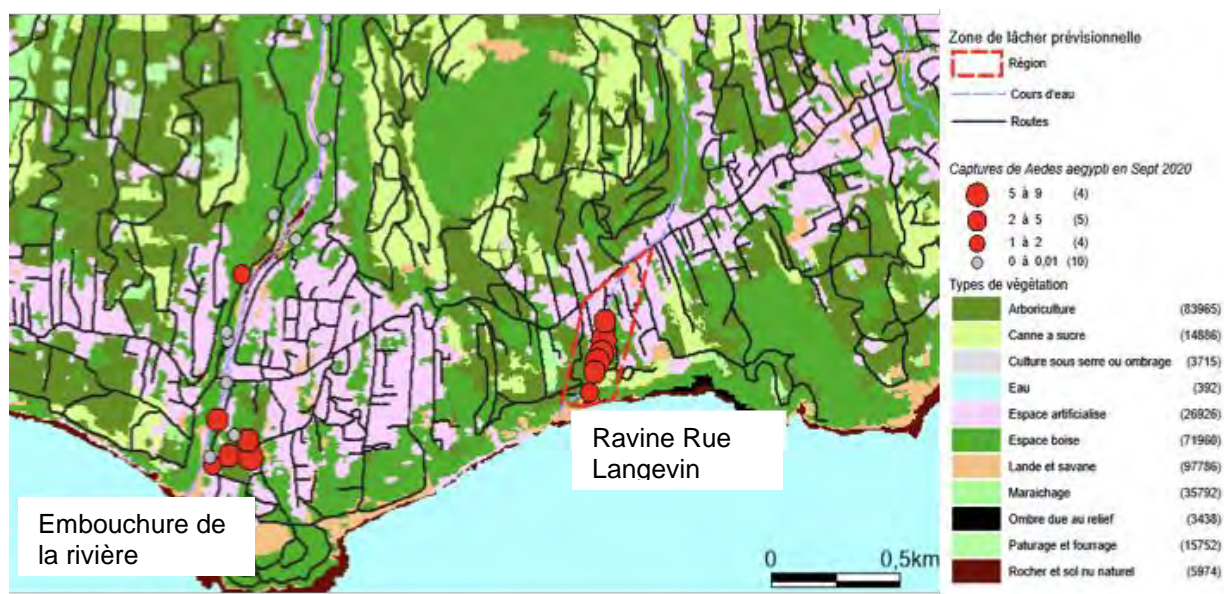 Zone de lâcher prévisionnelle
Région
Cours d'eau
Routes
Captures de Aedes aegypti en Sept 2020
5 à 9 (4)
2 à 5 (5)
1 à 2 (4)
0 à 0,01 (10)
Types de végétation
Arboriculture (83965)
Canne a sucre (14886)
Culture sous serre ou ombrage (3715)
Eau (392)
Espace artificialise (26926)
Espace boise (71960)
Lande et savane (97786)
Maraichage (35792)
Ombre due au relief (3438)
Paturage et fourrage (15752)
Rocher et sol nu naturel (5974)
Ravine Rue
Langevin
Embouchure de
la rivière
0 0,5km